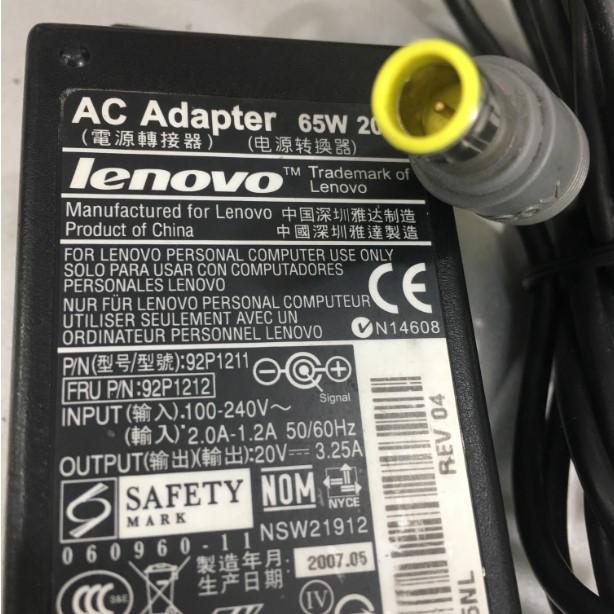 AC Adapter 65W 20
(電源轉接器) (电源转换器)
lenovo™ Trademark of Lenovo
Manufactured for Lenovo 中国深圳雅达制造
Product of China 中國深圳雅達製造
FOR LENOVO PERSONAL COMPUTER USE ONLY
SOLO PARA USAR CON COMPUTADORES
PERSONALES LENOVO
NUR FÜR LENOVO PERSONAL COMPUTER
UTILISER SEULEMENT AVEC UN
ORDINATEUR PERSONNEL LENOVO
CE
N14608
P/N(型号/型號):92P1211
FRU P/N:92P1212
Signal
INPUT(输入):100-240V~
(輸入) 2.0A-1.2A 50/60Hz
OUTPUT(输出)(輸出):20V⎓3.25A
SAFETY
MARK
NOM
NYCE
NSW21912
060960-11
製造年月:
生产日期
2007.05
CCC S&E
IV
REV 04